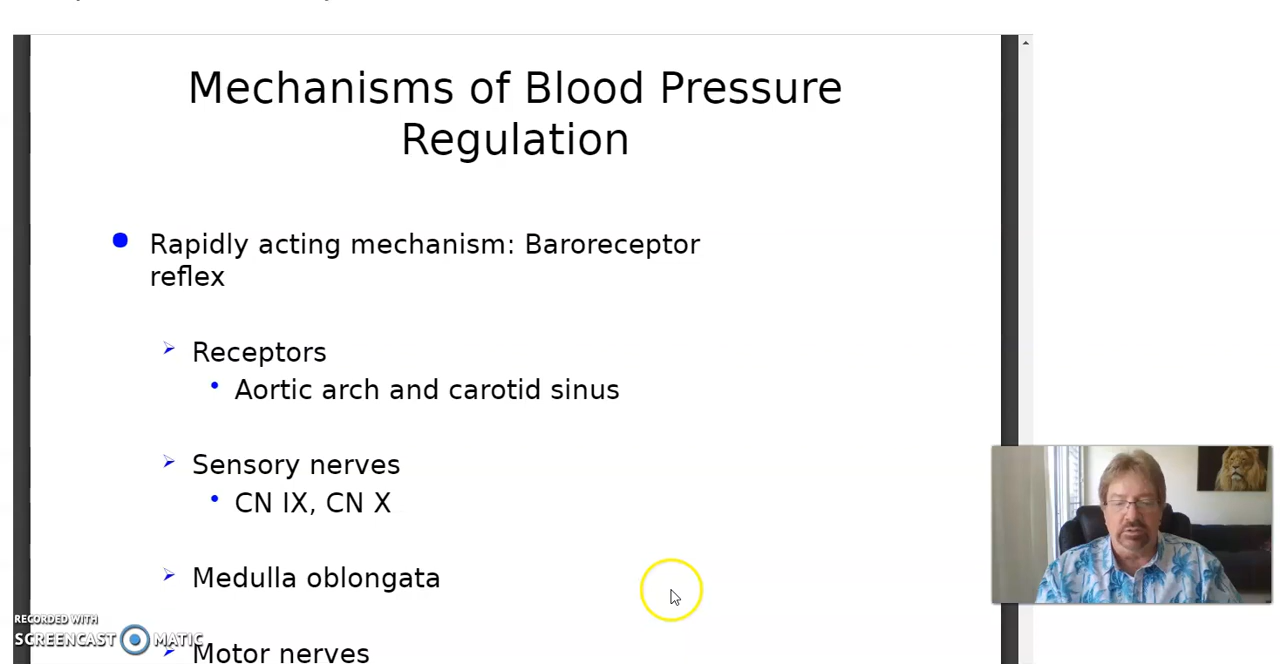 Mechanisms of Blood Pressure
Regulation
Rapidly acting mechanism: Baroreceptor
reflex
Receptors
Aortic arch and carotid sinus
Sensory nerves
CN IX, CN X
Medulla oblongata
Motor nerves
RECORDED WITH
SCREENCAST MATIC